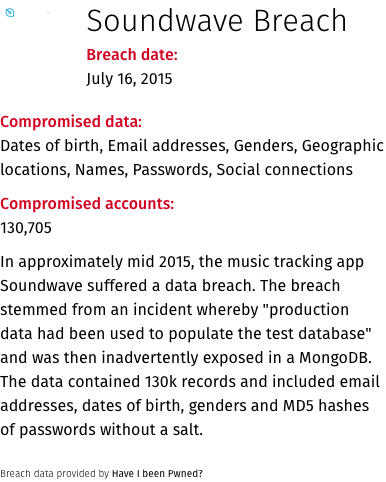 Soundwave Breach
Breach date:
July 16, 2015
Compromised data:
Dates of birth, Email addresses, Genders, Geographic
locations, Names, Passwords, Social connections
Compromised accounts:
130,705
In approximately mid 2015, the music tracking app
Soundwave suffered a data breach. The breach
stemmed from an incident whereby "production
data had been used to populate the test database"
and was then inadvertently exposed in a MongoDB.
The data contained 130k records and included email
addresses, dates of birth, genders and MD5 hashes
of passwords without a salt.
Breach data provided by Have I been Pwned?